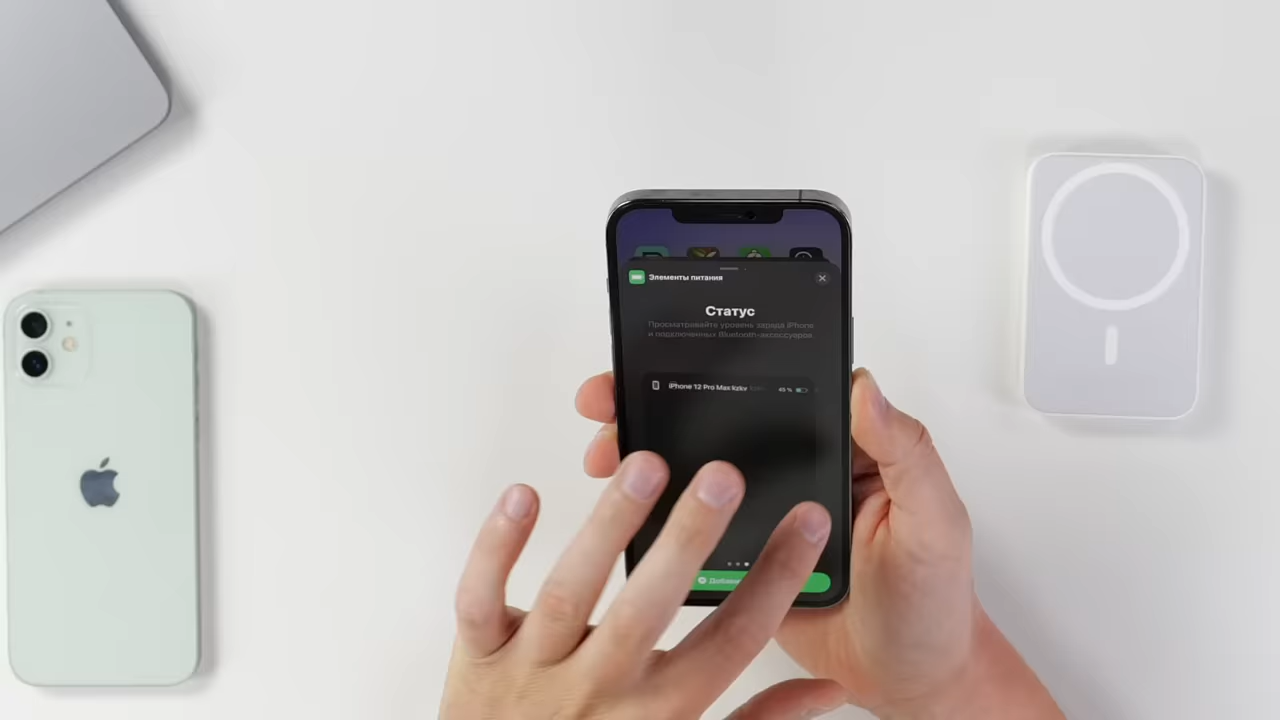 Элементы питания
Статус
Просматривайте уровень заряда iPhone
и подключенных Bluetooth-аксессуаров
iPhone 12 Pro Max
45 %